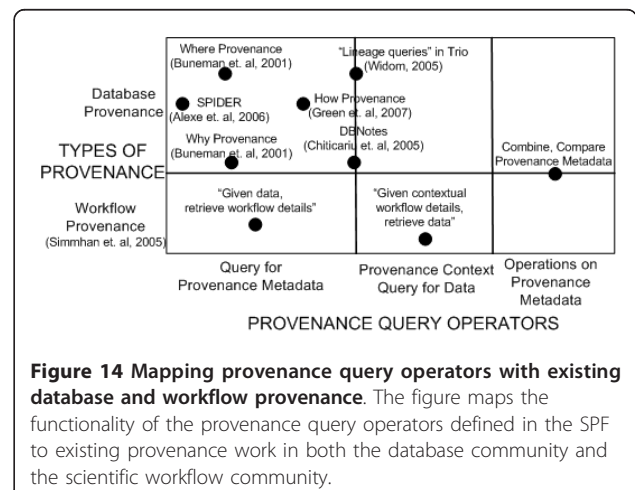 Where Provenance
(Buneman et. al, 2001)
"Lineage queries" in Trio
(Widom, 2005)
Database
Provenance
SPIDER
(Alexe et. al, 2006)
How Provenance
(Green et. al, 2007)
Why Provenance
(Buneman et. al, 2001)
DBNotes
(Chiticariu et. al, 2005)
Combine, Compare
Provenance Metadata
TYPES OF
PROVENANCE
Workflow
Provenance
(Simmhan et. al, 2005)
"Given data,
retrieve workflow details"
"Given contextual
workflow details,
retrieve data"
Query for
Provenance Metadata
Provenance Context
Query for Data
Operations on
Provenance
Metadata
PROVENANCE QUERY OPERATORS
Figure 14 Mapping provenance query operators with existing
database and workflow provenance. The figure maps the
functionality of the provenance query operators defined in the SPF
to existing provenance work in both the database community and
the scientific workflow community.